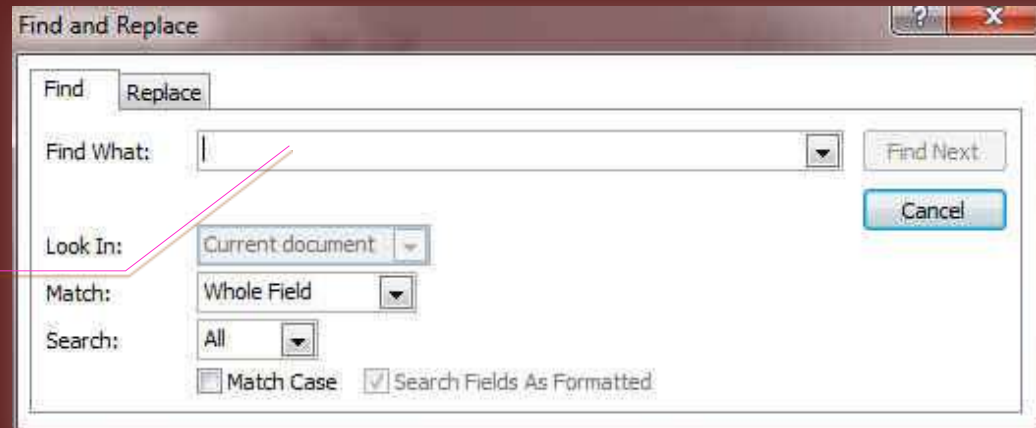 Find and Replace
Find Replace
Find What: Find Next
Cancel
Look In: Current document
Match: Whole Field
Search: All
Match Case Search Fields As Formatted